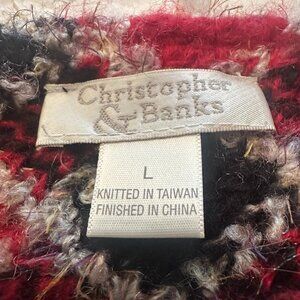 Christopher
& Banks
L
KNITTED IN TAIWAN
FINISHED IN CHINA